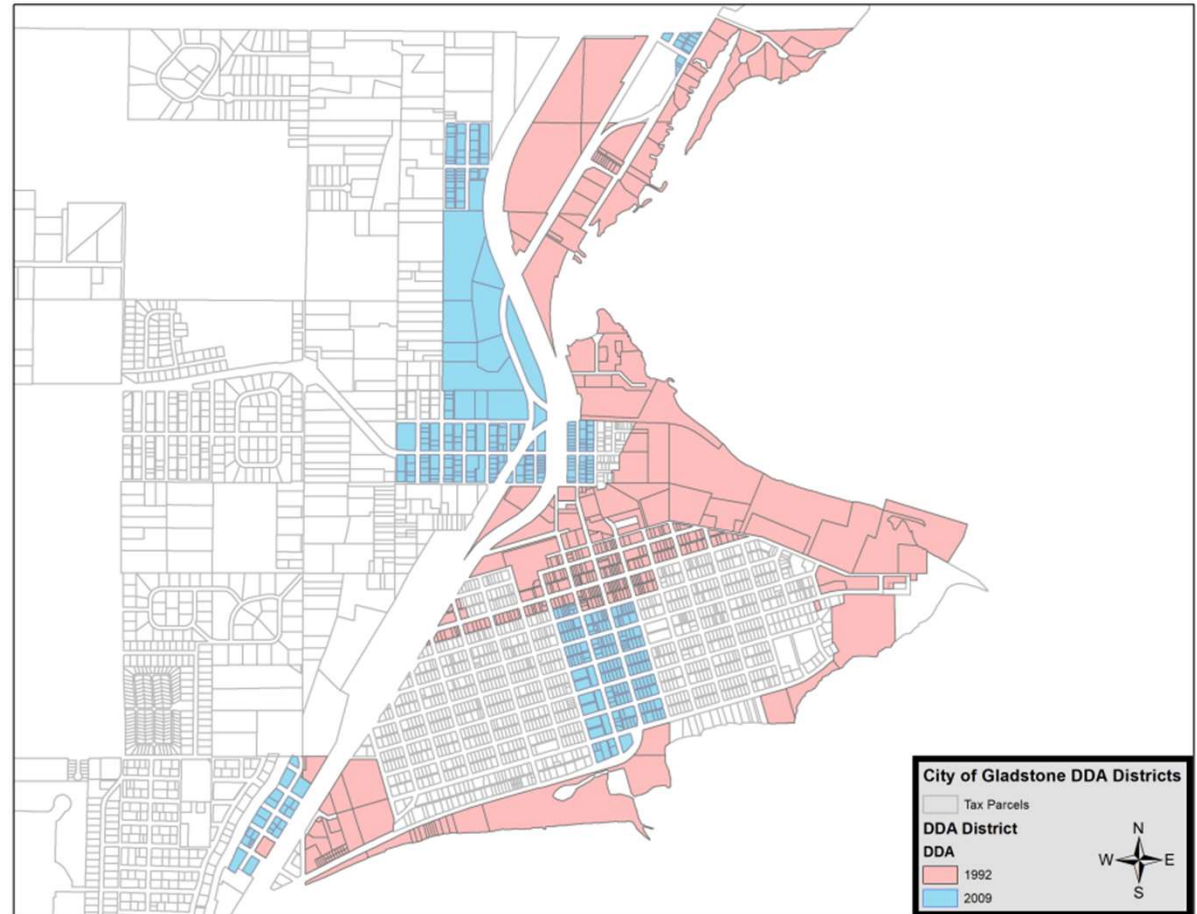 City of Gladstone DDA Districts
Tax Parcels
DDA District
DDA
1992
2009
N
W E
S